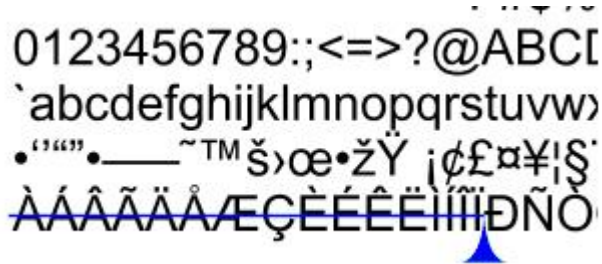 0123456789:;<=>?@ABC
`abcdefghijklmnopqrstuvw
•‘’“”•——˜™š›œ•žŸ ¡¢£¤¥¦§
ÀÁÂÃÄÅÆÇÈÉÊËÌÍÎÏÐÑÒ